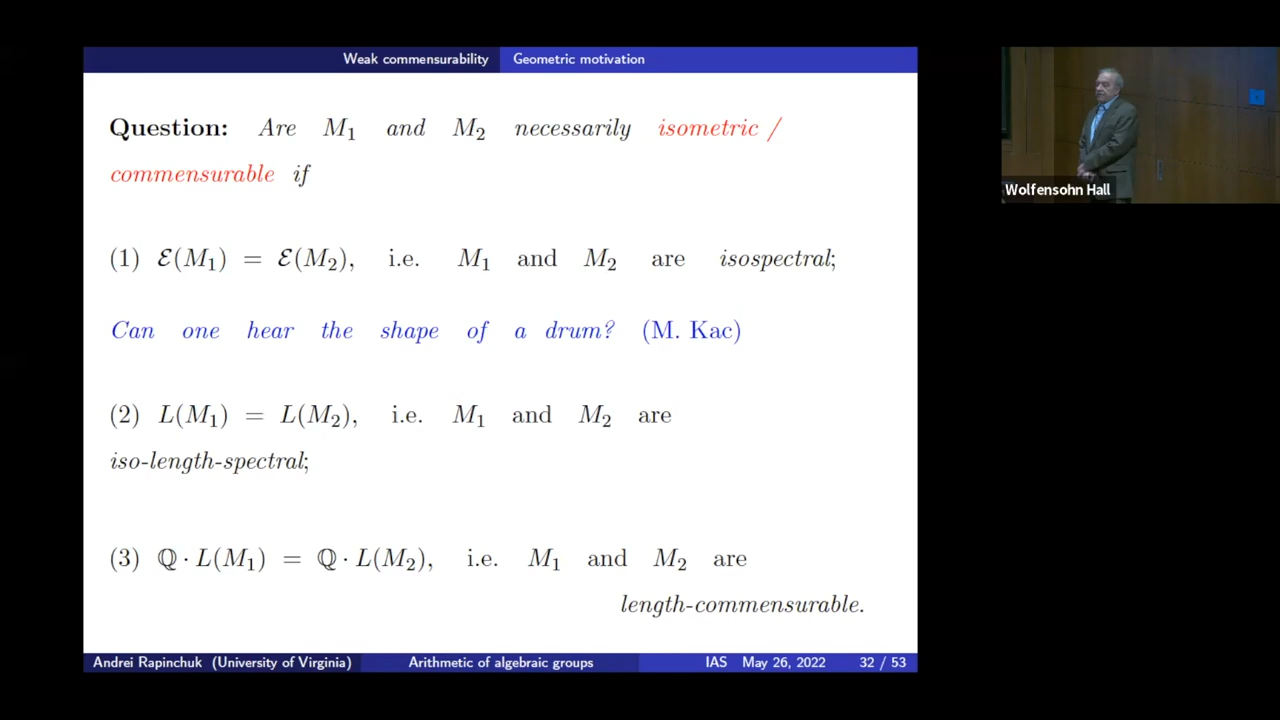 Weak commensurability Geometric motivation
Question: Are M₁ and M₂ necessarily isometric /
commensurable if
(1) ℰ(M₁) = ℰ(M₂), i.e. M₁ and M₂ are isospectral;
Can one hear the shape of a drum? (M. Kac)
(2) L(M₁) = L(M₂), i.e. M₁ and M₂ are
iso-length-spectral;
(3) ℚ · L(M₁) = ℚ · L(M₂), i.e. M₁ and M₂ are
length-commensurable.
Andrei Rapinchuk (University of Virginia) Arithmetic of algebraic groups IAS May 26, 2022 32 / 53
Wolfensohn Hall